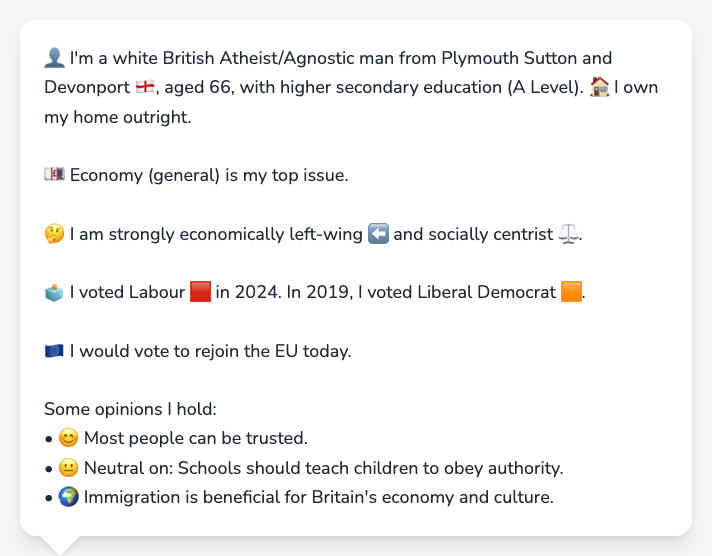 👤 I'm a white British Atheist/Agnostic man from Plymouth Sutton and
Devonport 🏴󠁧󠁢󠁥󠁮󠁧󠁿, aged 66, with higher secondary education (A Level). 🏠 I own
my home outright.
💷 Economy (general) is my top issue.
🤔 I am strongly economically left-wing ⬅️ and socially centrist ⚖️.
🗳️ I voted Labour 🟥 in 2024. In 2019, I voted Liberal Democrat 🟧.
🇪🇺 I would vote to rejoin the EU today.
Some opinions I hold:
• 😊 Most people can be trusted.
• 😐 Neutral on: Schools should teach children to obey authority.
• 🌍 Immigration is beneficial for Britain's economy and culture.